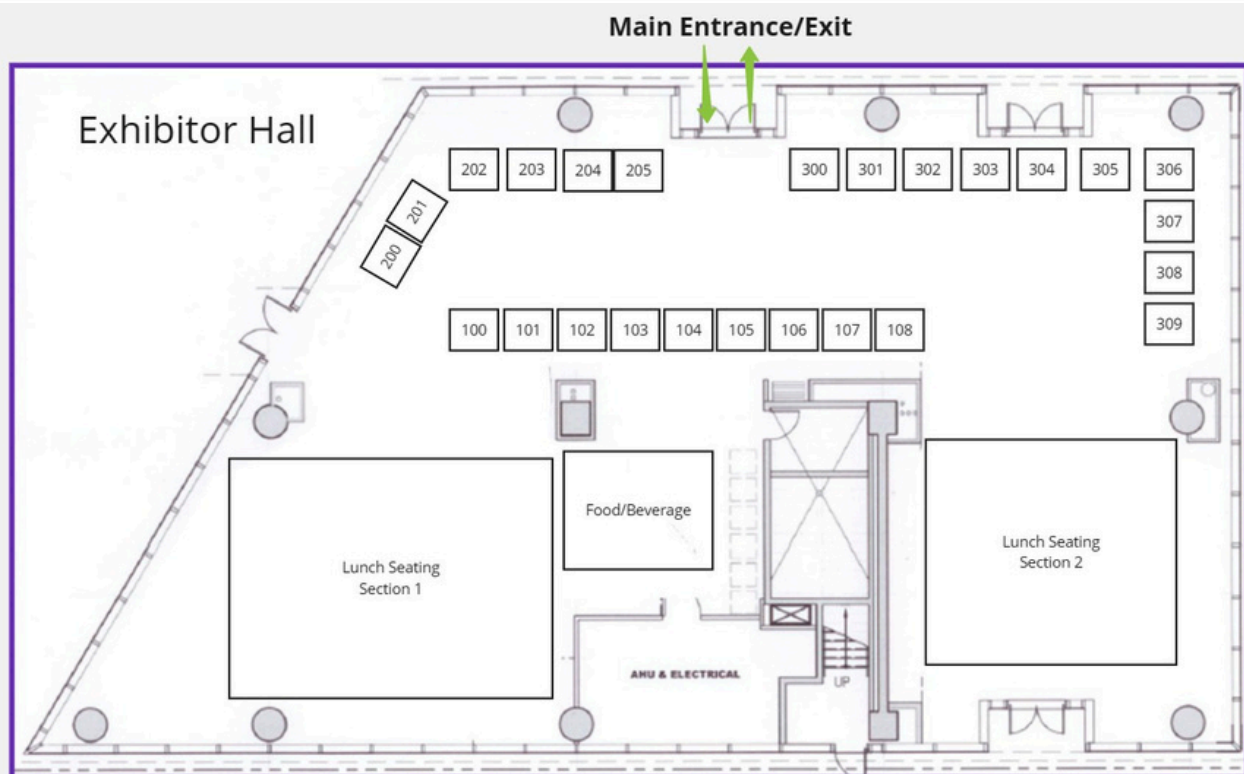 Main Entrance/Exit
Exhibitor Hall
202
203
204
205
300
301
302
303
304
305
306
201
200
307
308
309
100
101
102
103
104
105
106
107
108
Food/Beverage
Lunch Seating
Section 1
Lunch Seating
Section 2
AHU & ELECTRICAL
UP